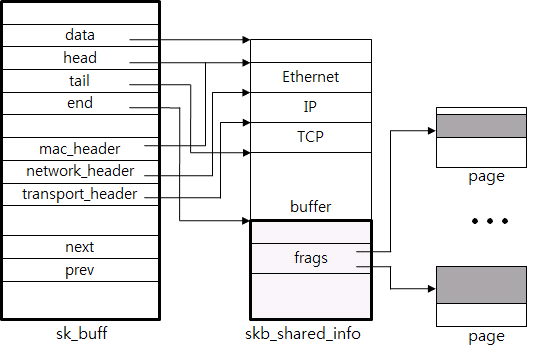 data
head
tail
end
mac_header
network_header
transport_header
next
prev
sk_buff
Ethernet
IP
TCP
buffer
frags
skb_shared_info
page
page